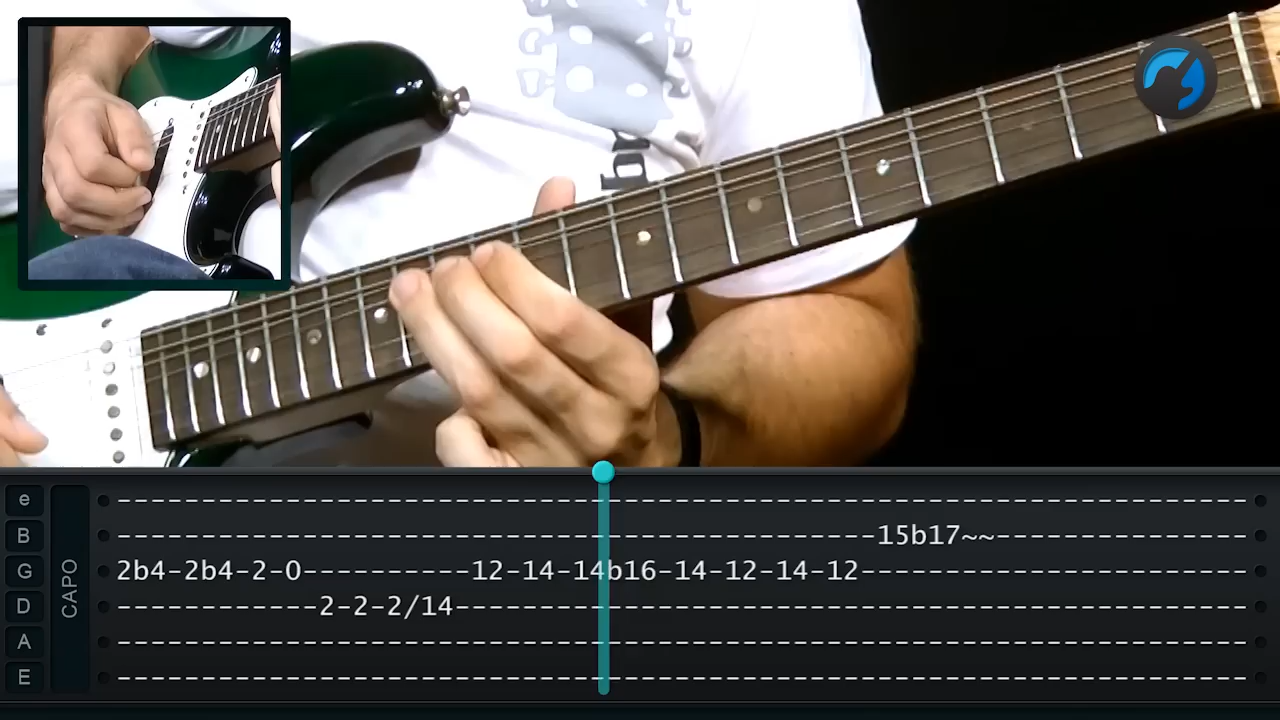 e ------------------------------------------------------------------
B ---------------------------------------------15b17~~---------------
G 2b4-2b4-2-0----------12-14-14b16-14-12-14-12-----------------------
D ------------2-2-2/14-----------------------------------------------
A ------------------------------------------------------------------
E ------------------------------------------------------------------
CAPO